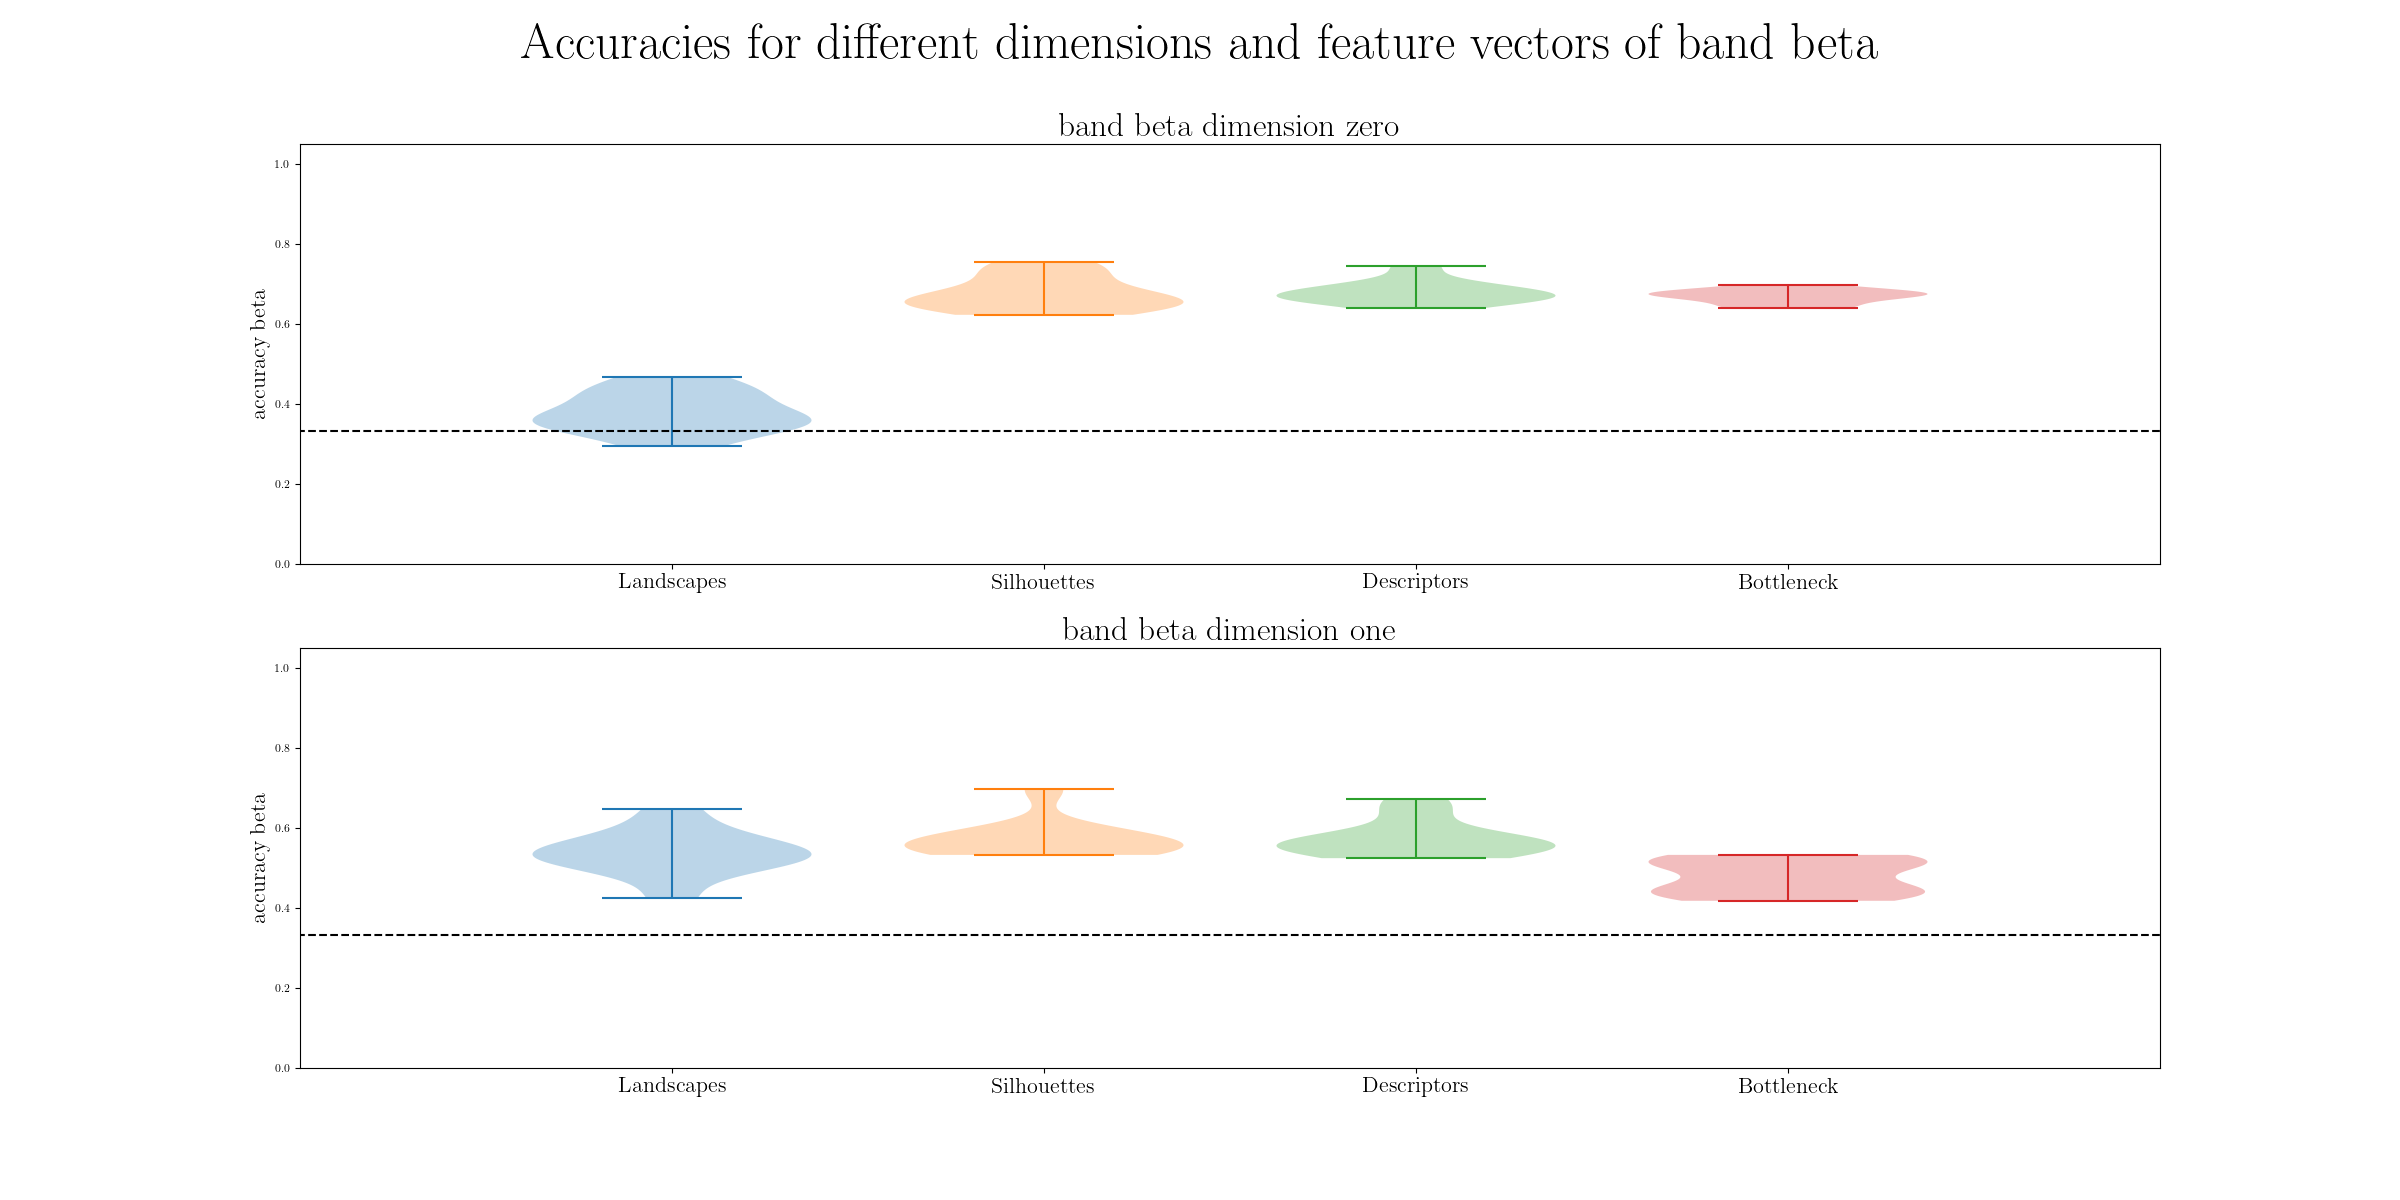 Accuracies for different dimensions and feature vectors of band beta
band beta dimension zero
1.0
0.8
0.6
0.4
0.2
0.0
accuracy beta
Landscapes Silhouettes Descriptors Bottleneck
band beta dimension one
1.0
0.8
0.6
0.4
0.2
0.0
accuracy beta
Landscapes Silhouettes Descriptors Bottleneck